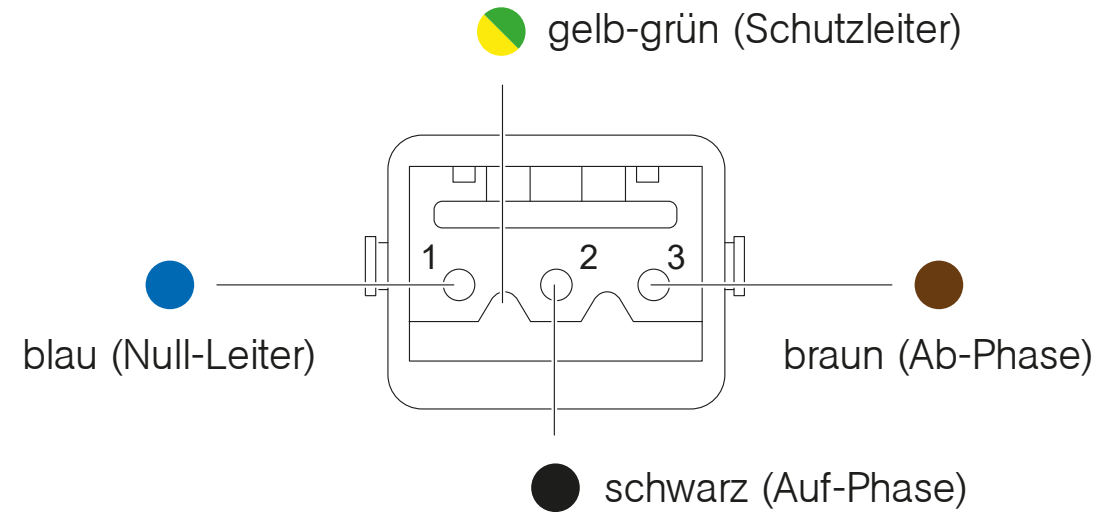 gelb-grün (Schutzleiter)
1 2 3
blau (Null-Leiter)
braun (Ab-Phase)
schwarz (Auf-Phase)